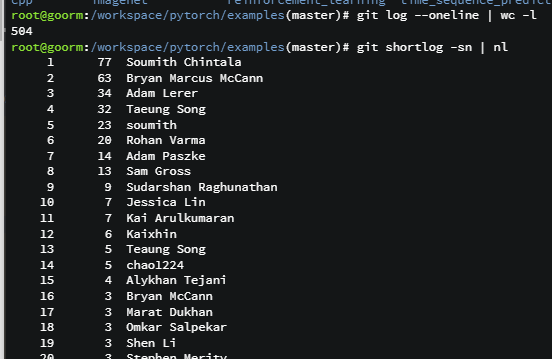 cpp imagenet reinforcement_learning time_sequence_predict
root@goorm:/workspace/pytorch/examples(master)# git log --oneline | wc -l
504
root@goorm:/workspace/pytorch/examples(master)# git shortlog -sn | nl
1 77 Soumith Chintala
2 63 Bryan Marcus McCann
3 34 Adam Lerer
4 32 Taeung Song
5 23 soumith
6 20 Rohan Varma
7 14 Adam Paszke
8 13 Sam Gross
9 9 Sudarshan Raghunathan
10 7 Jessica Lin
11 7 Kai Arulkumaran
12 6 Kaixhin
13 5 Teaung Song
14 5 chao1224
15 4 Alykhan Tejani
16 3 Bryan McCann
17 3 Marat Dukhan
18 3 Omkar Salpekar
19 3 Shen Li
20 3 Stephen Merity